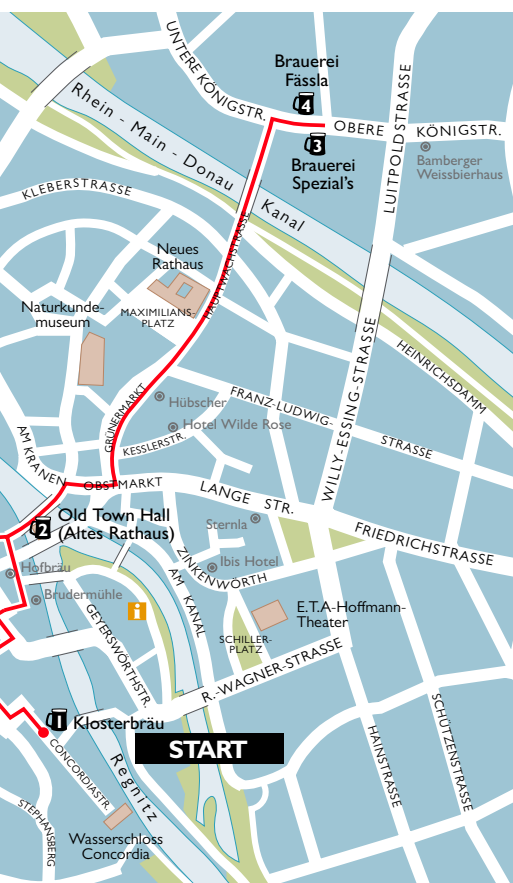 UNTERE KÖNIGSTR.
Brauerei
Fässla
4
OBERE KÖNIGSTR.
3
Brauerei
Spezial's
Bamberger
Weissbierhaus
LUITPOLDSTRASSE
Rhein - Main - Donau Kanal
KLEBERSTRASSE
Neues
Rathaus
HAUPTWACHSTRASSE
MAXIMILIANS-
PLATZ
Naturkunde-
museum
WILLY-ESSING-STRASSE
HEINRICHSDAMM
GRÜNERMARKT
Hübscher
FRANZ-LUDWIG-STRASSE
Hotel Wilde Rose
KESSLERSTR.
AM KRANEN
OBSTMARKT
LANGE STR.
2
Old Town Hall
(Altes Rathaus)
Sternla
FRIEDRICHSTRASSE
Hofbräu
ZINKENWÖRTH
Ibis Hotel
Brudermühle
i
AM KANAL
GEYERSWÖRTHSTR.
E.T.A-Hoffmann-
Theater
SCHILLER-
PLATZ
R.-WAGNER-STRASSE
1
Klosterbräu
START
CONCORDIASTR.
Regnitz
HAINSTRASSE
SCHÜTZENSTRASSE
STEPHANSBERG
Wasserschloss
Concordia